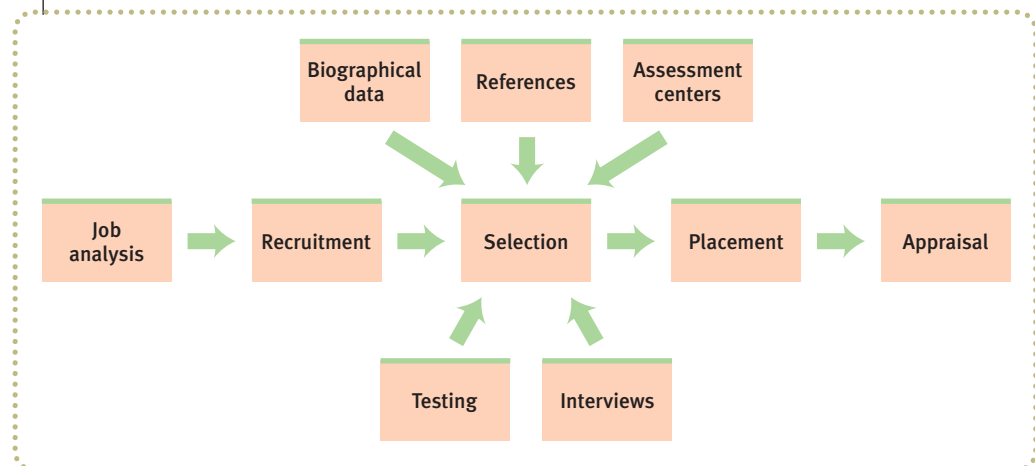 Biographical
data
References
Assessment
centers
Job
analysis
Recruitment
Selection
Placement
Appraisal
Testing
Interviews